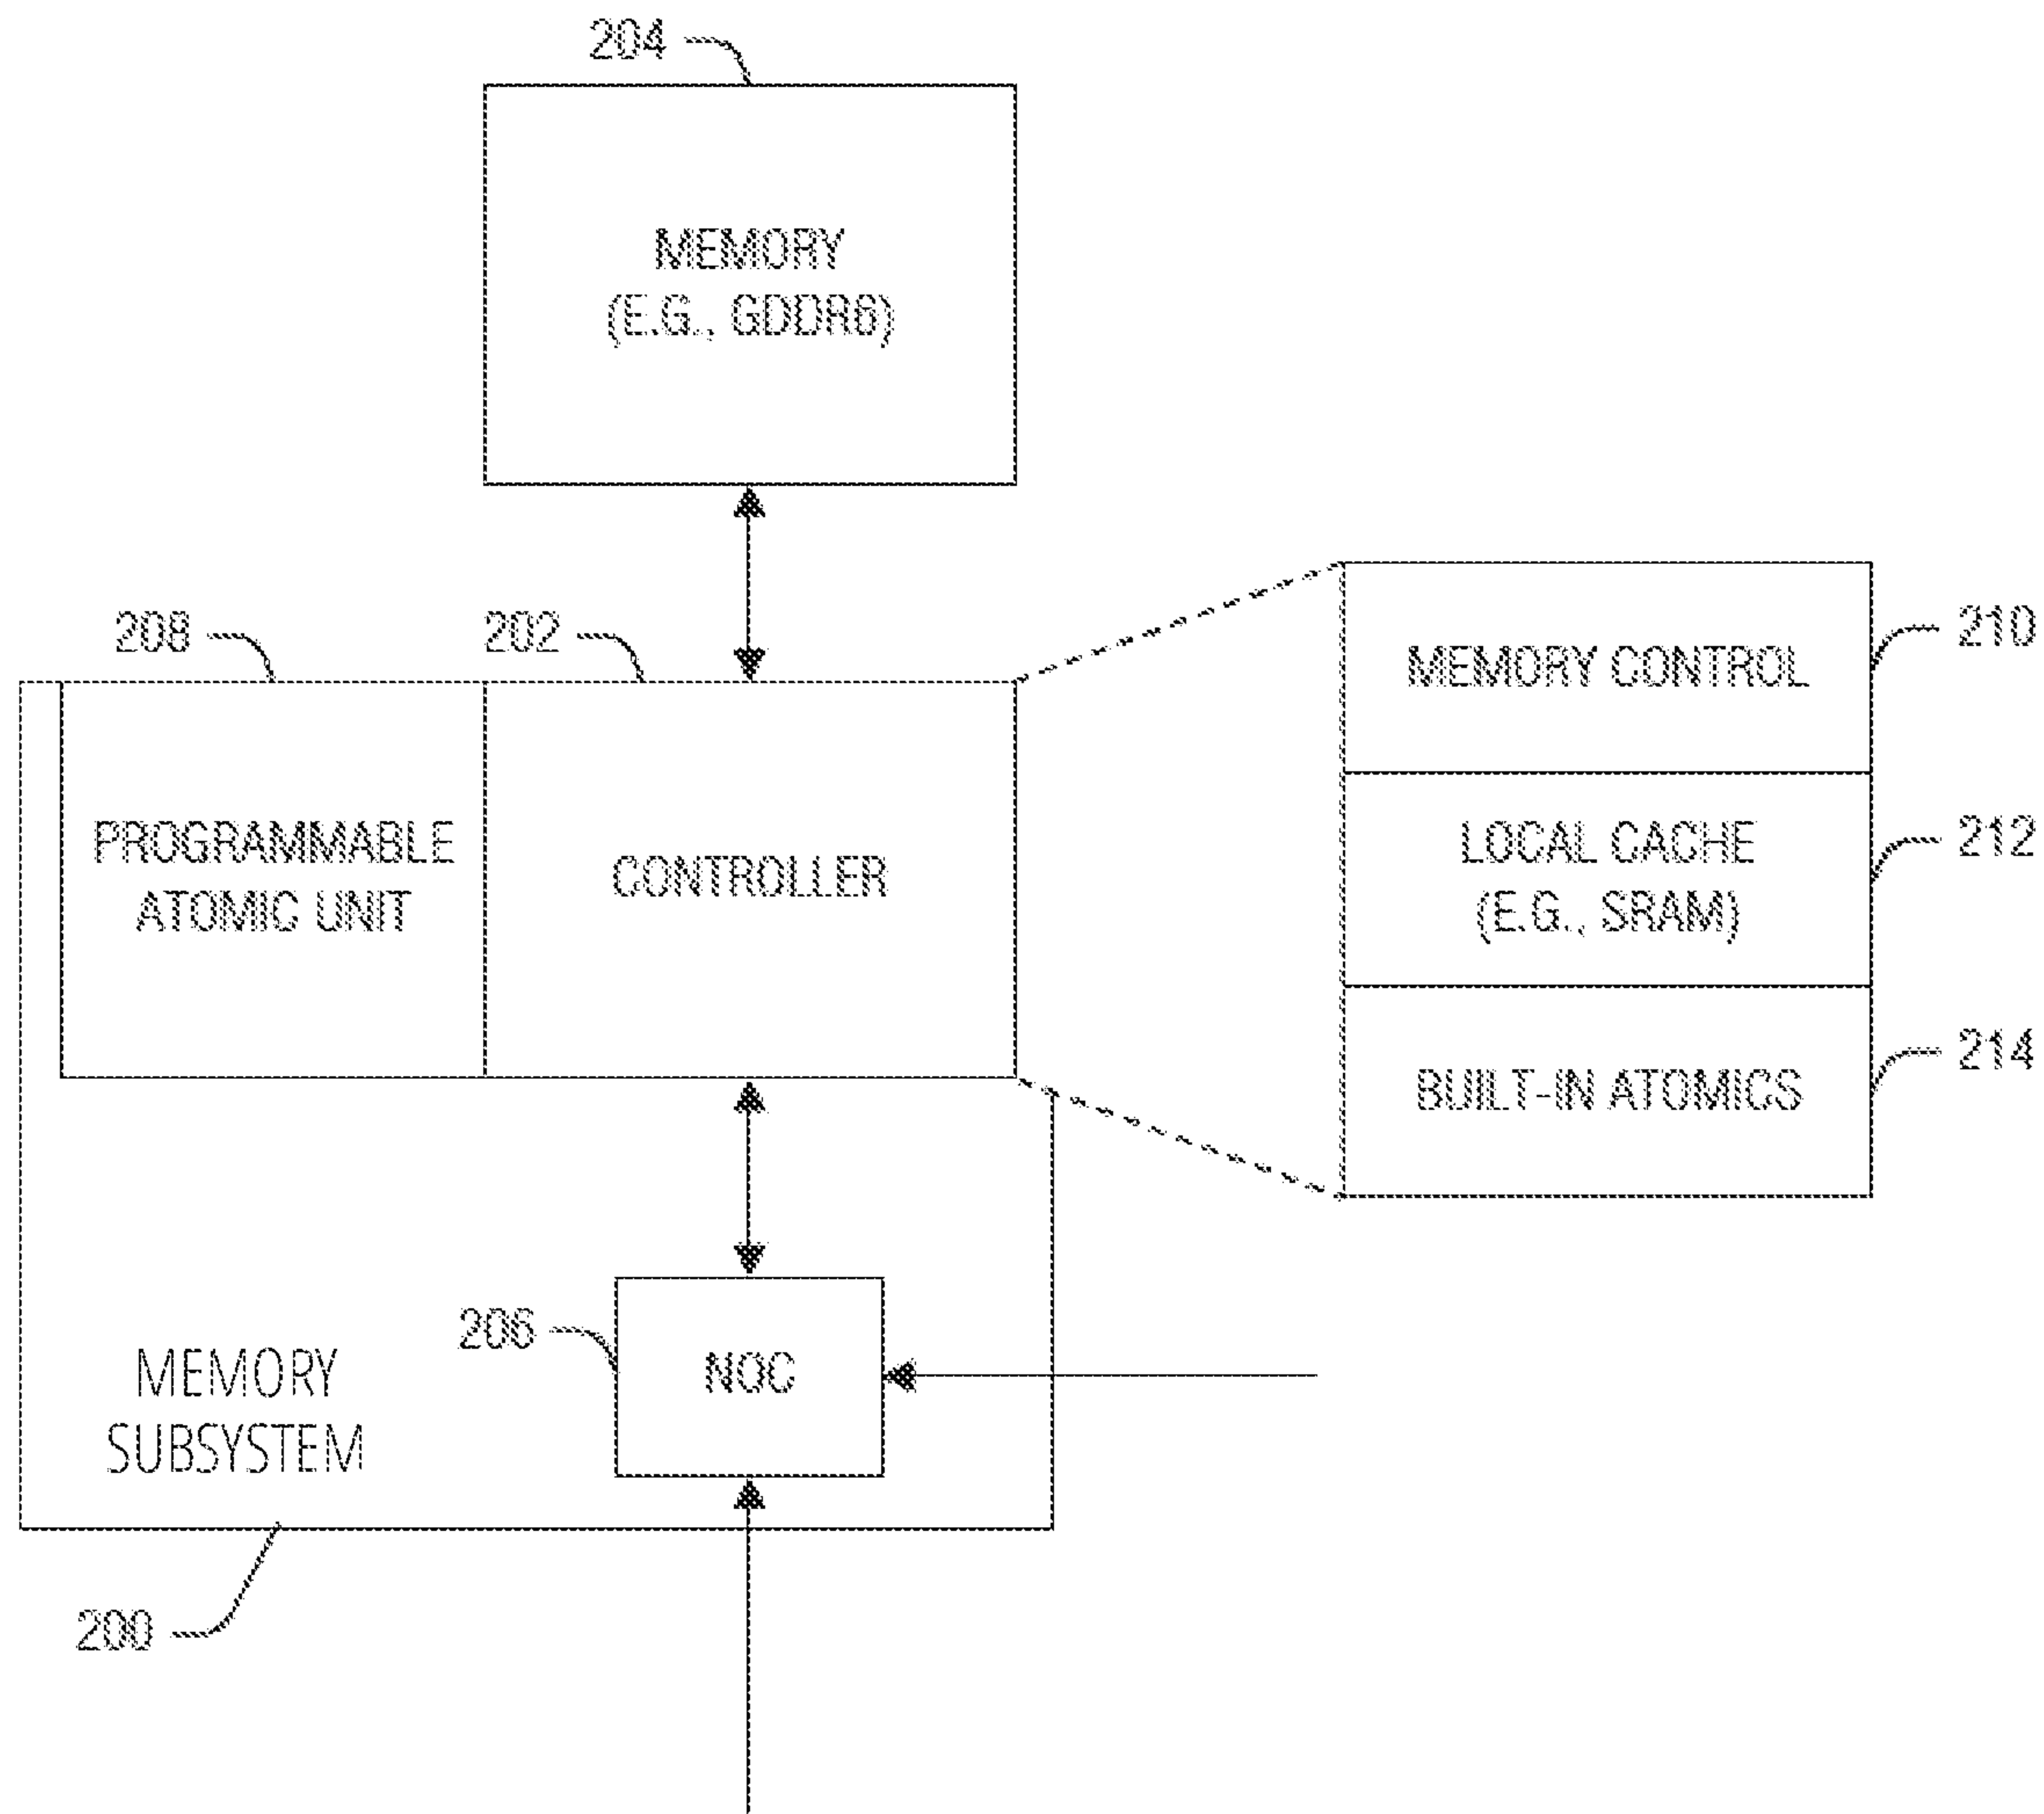 204
MEMORY
(E.G., GDDR6)
208
202
210
MEMORY CONTROL
PROGRAMMABLE
ATOMIC UNIT
CONTROLLER
212
LOCAL CACHE
(E.G., SRAM)
214
BUILT-IN ATOMICS
206
NOC
MEMORY
SUBSYSTEM
200